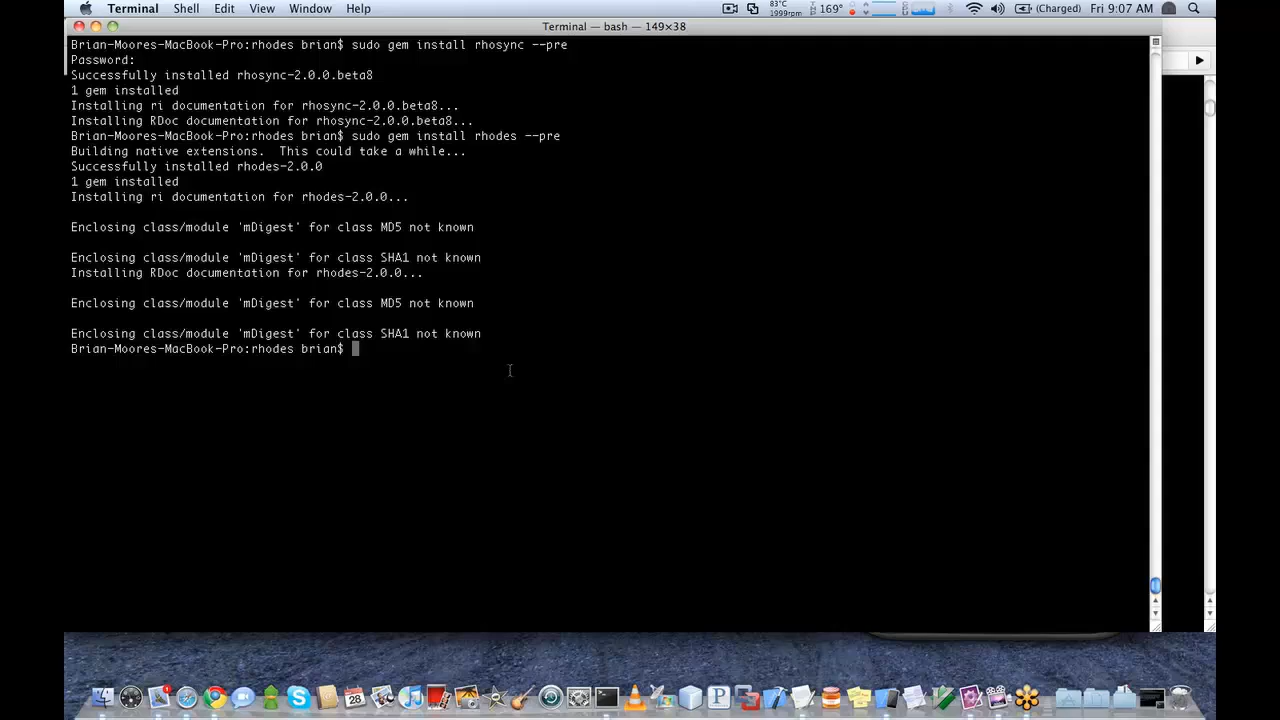 Terminal Shell Edit View Window Help 83°C 1999rpm 169° (Charged) Fri 9:07 AM
Terminal — bash — 149×38
Brian-Moores-MacBook-Pro:rhodes brian$ sudo gem install rhosync --pre
Password:
Successfully installed rhosync-2.0.0.beta8
1 gem installed
Installing ri documentation for rhosync-2.0.0.beta8...
Installing RDoc documentation for rhosync-2.0.0.beta8...
Brian-Moores-MacBook-Pro:rhodes brian$ sudo gem install rhodes --pre
Building native extensions.  This could take a while...
Successfully installed rhodes-2.0.0
1 gem installed
Installing ri documentation for rhodes-2.0.0...
Enclosing class/module 'mDigest' for class MD5 not known
Enclosing class/module 'mDigest' for class SHA1 not known
Installing RDoc documentation for rhodes-2.0.0...
Enclosing class/module 'mDigest' for class MD5 not known
Enclosing class/module 'mDigest' for class SHA1 not known
Brian-Moores-MacBook-Pro:rhodes brian$
28